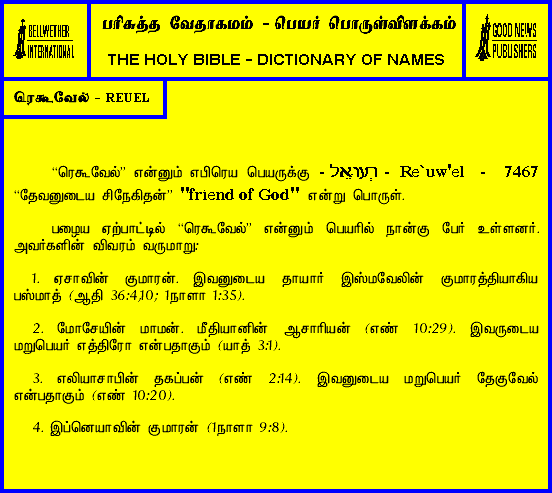 BELLWETHER
INTERNATIONAL
பரிசுத்த வேதாகமம் - பெயர் பொருள்விளக்கம்
THE HOLY BIBLE - DICTIONARY OF NAMES
GOOD NEWS
PUBLISHERS
ரெகூவேல் - REUEL
“ரெகூவேல்” என்னும் எபிரெய பெயருக்கு - רְעוּאֵל - Re`uw'el - 7467
“தேவனுடைய சிநேகிதன்” "friend of God" என்று பொருள்.
பழைய ஏற்பாட்டில் “ரெகூவேல்” என்னும் பெயரில் நான்கு பேர் உள்ளனர்.
அவர்களின் விவரம் வருமாறு:
1. ஏசாவின் குமாரன். இவனுடைய தாயார் இஸ்மவேலின் குமாரத்தியாகிய
பஸ்மாத் (ஆதி 36:4,10; 1நாளா 1:35).
2. மோசேயின் மாமன். மீதியானின் ஆசாரியன் (எண் 10:29). இவருடைய
மறுபெயர் எத்திரோ என்பதாகும் (யாத் 3:1).
3. எலியாசாபின் தகப்பன் (எண் 2:14). இவனுடைய மறுபெயர் தேகுவேல்
என்பதாகும் (எண் 10:20).
4. இப்னெயாவின் குமாரன் (1நாளா 9:8).